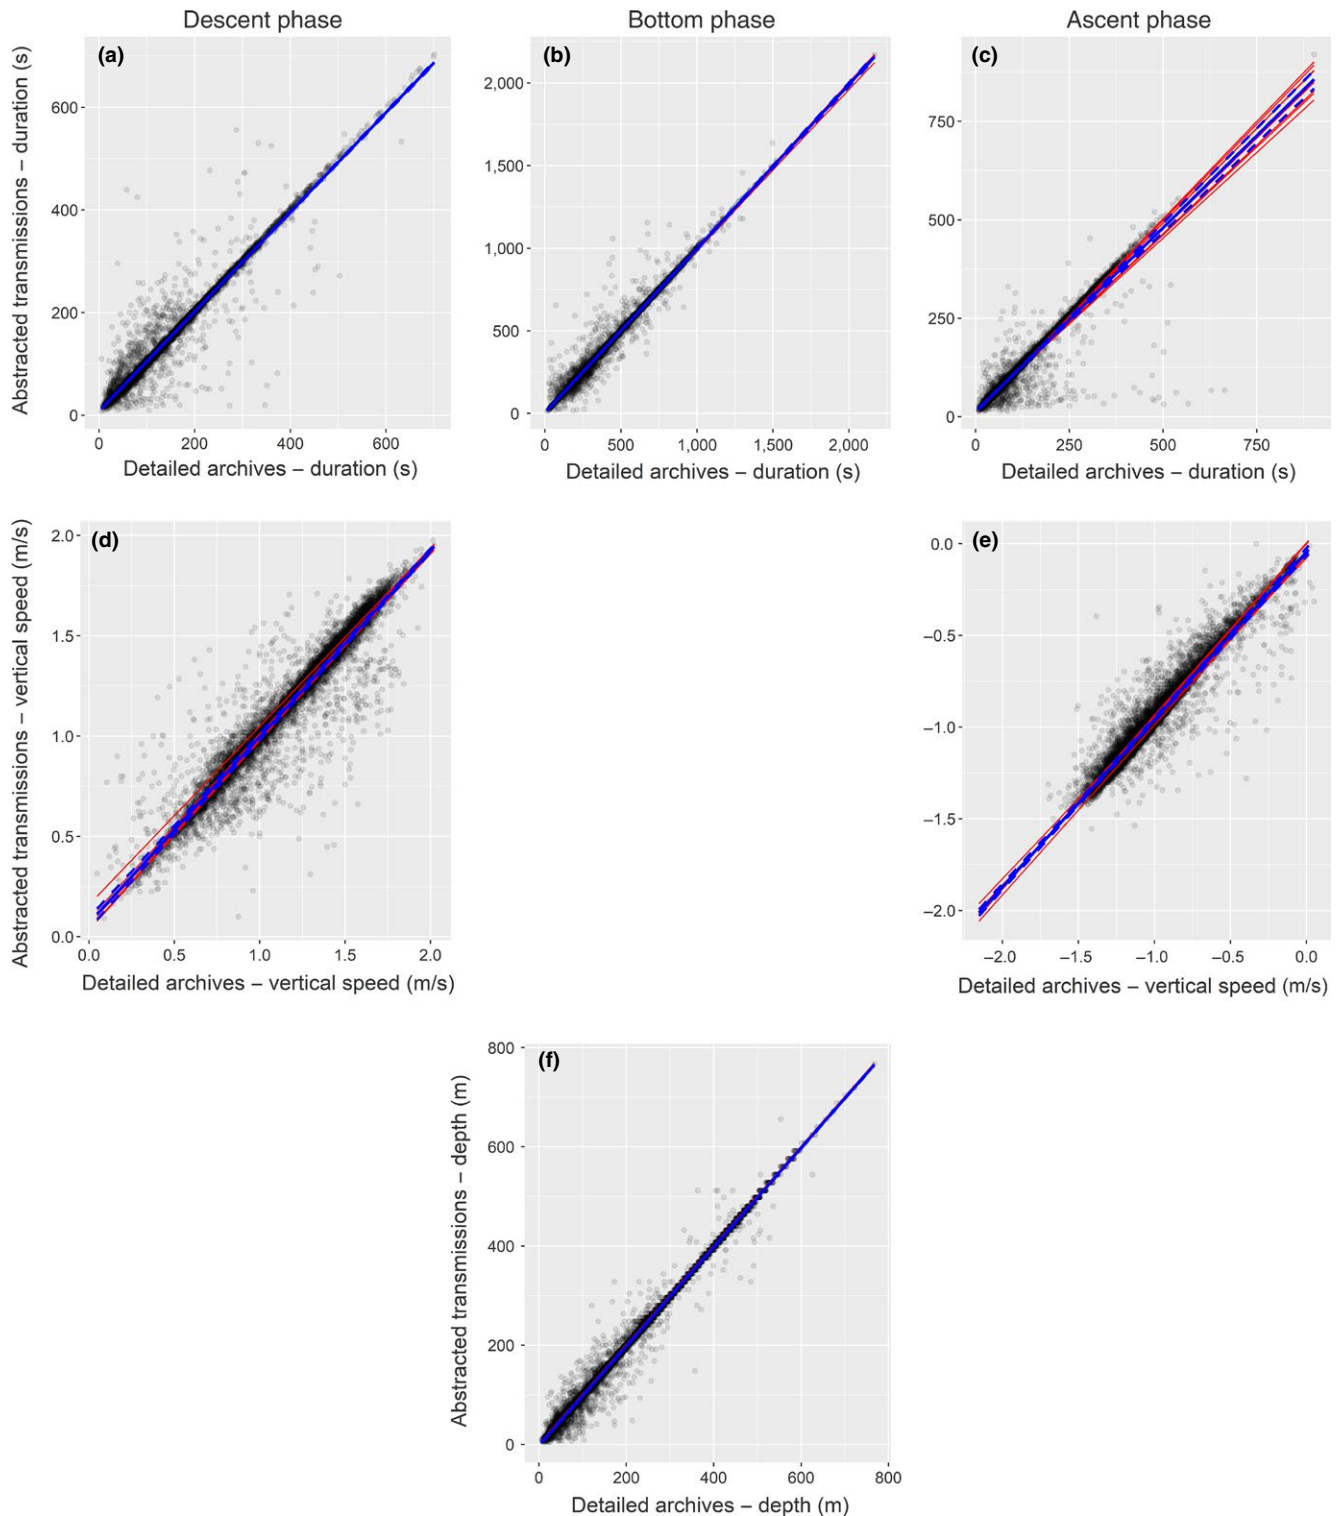 Descent phase
Bottom phase
Ascent phase
(a)
(b)
(c)
Abstracted transmissions – duration (s)
600
400
200
0
0 200 400 600
Detailed archives – duration (s)
2,000
1,500
1,000
500
0
0 500 1,000 1,500 2,000
Detailed archives – duration (s)
750
500
250
0
0 250 500 750
Detailed archives – duration (s)
(d)
Abstracted transmissions – vertical speed (m/s)
2.0
1.5
1.0
0.5
0.0
0.0 0.5 1.0 1.5 2.0
Detailed archives – vertical speed (m/s)
(e)
0.0
–0.5
–1.0
–1.5
–2.0
–2.0 –1.5 –1.0 –0.5 0.0
Detailed archives – vertical speed (m/s)
(f)
Abstracted transmissions – depth (m)
800
600
400
200
0
0 200 400 600 800
Detailed archives – depth (m)